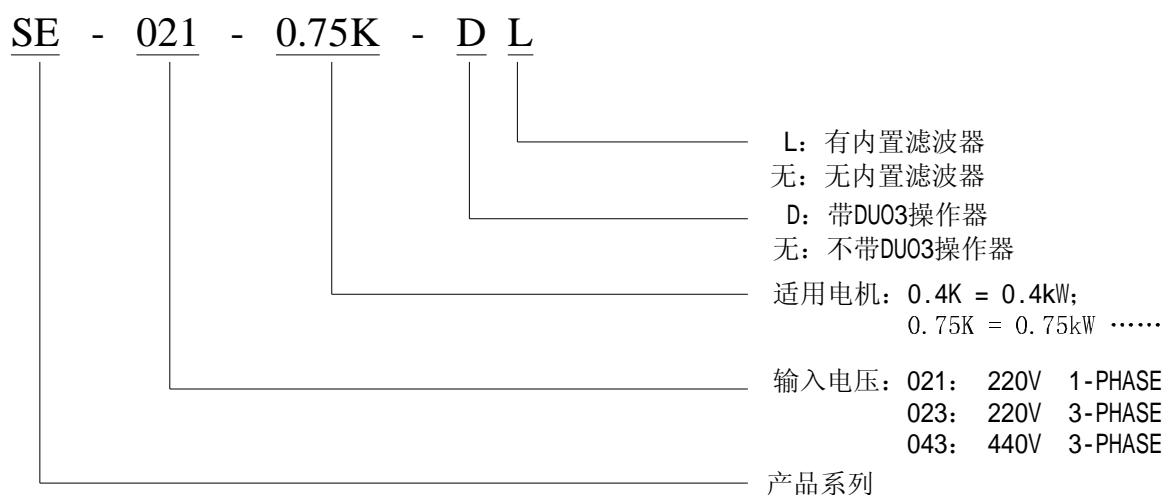 SE - 021 - 0.75K - D L
L：有内置滤波器
无：无内置滤波器
D：带DU03操作器
无：不带DU03操作器
适用电机：0.4K = 0.4kW；
0.75K = 0.75kW ……
输入电压：021： 220V 1-PHASE
023： 220V 3-PHASE
043： 440V 3-PHASE
产品系列